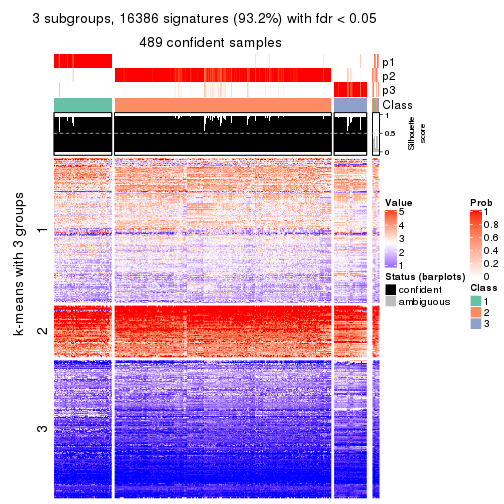 3 subgroups, 16386 signatures (93.2%) with fdr < 0.05
489 confident samples
p1
p2
p3
Class
1
0.5
0
Silhouette
score
k-means with 3 groups
1
2
3
Value
5
4
3
2
1
Status (barplots)
confident
ambiguous
Prob
1
0.8
0.6
0.4
0.2
0
Class
1
2
3